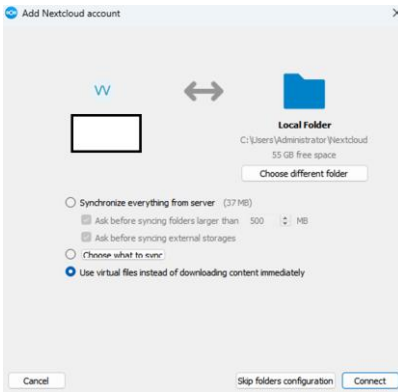 Add Nextcloud account
VV
Local Folder
C:\Users\Administrator\Nextcloud
55 GB free space
Choose different folder
Synchronize everything from server (37 MB)
Ask before syncing folders larger than 500 MB
Ask before syncing external storages
Choose what to sync
Use virtual files instead of downloading content immediately
Cancel
Skip folders configuration
Connect